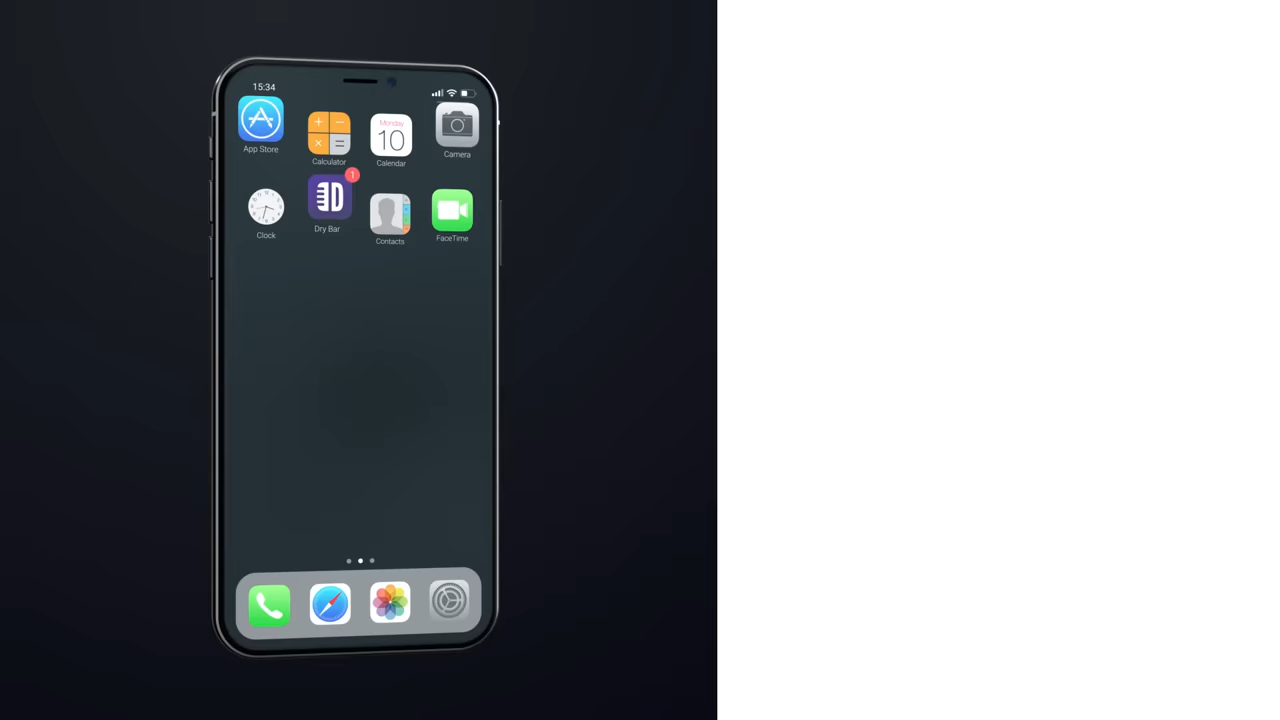 15:34
App Store
Calculator
Monday
10
Calendar
Camera
Clock
1
Dry Bar
Contacts
FaceTime